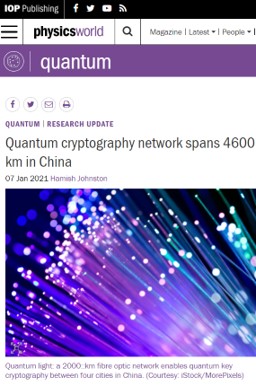 IOP Publishing
physicsworld
Magazine | Latest | People |
quantum
QUANTUM | RESEARCH UPDATE
Quantum cryptography network spans 4600
km in China
07 Jan 2021 Hamish Johnston
Quantum light: a 2000: km fibre optic network enables quantum key
cryptography between four cities in China. (Courtesy: iStock/MorePixels)